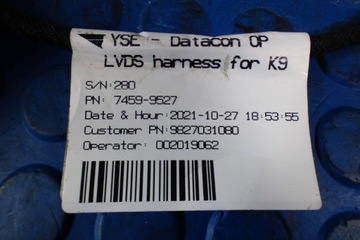 YSE - Datacon OP
LVDS harness for K9
S/N:280
PN: 7459-9527
Date & Hour:2021-10-27 18:53:55
Customer PN:9827031080
Operator: 002019062